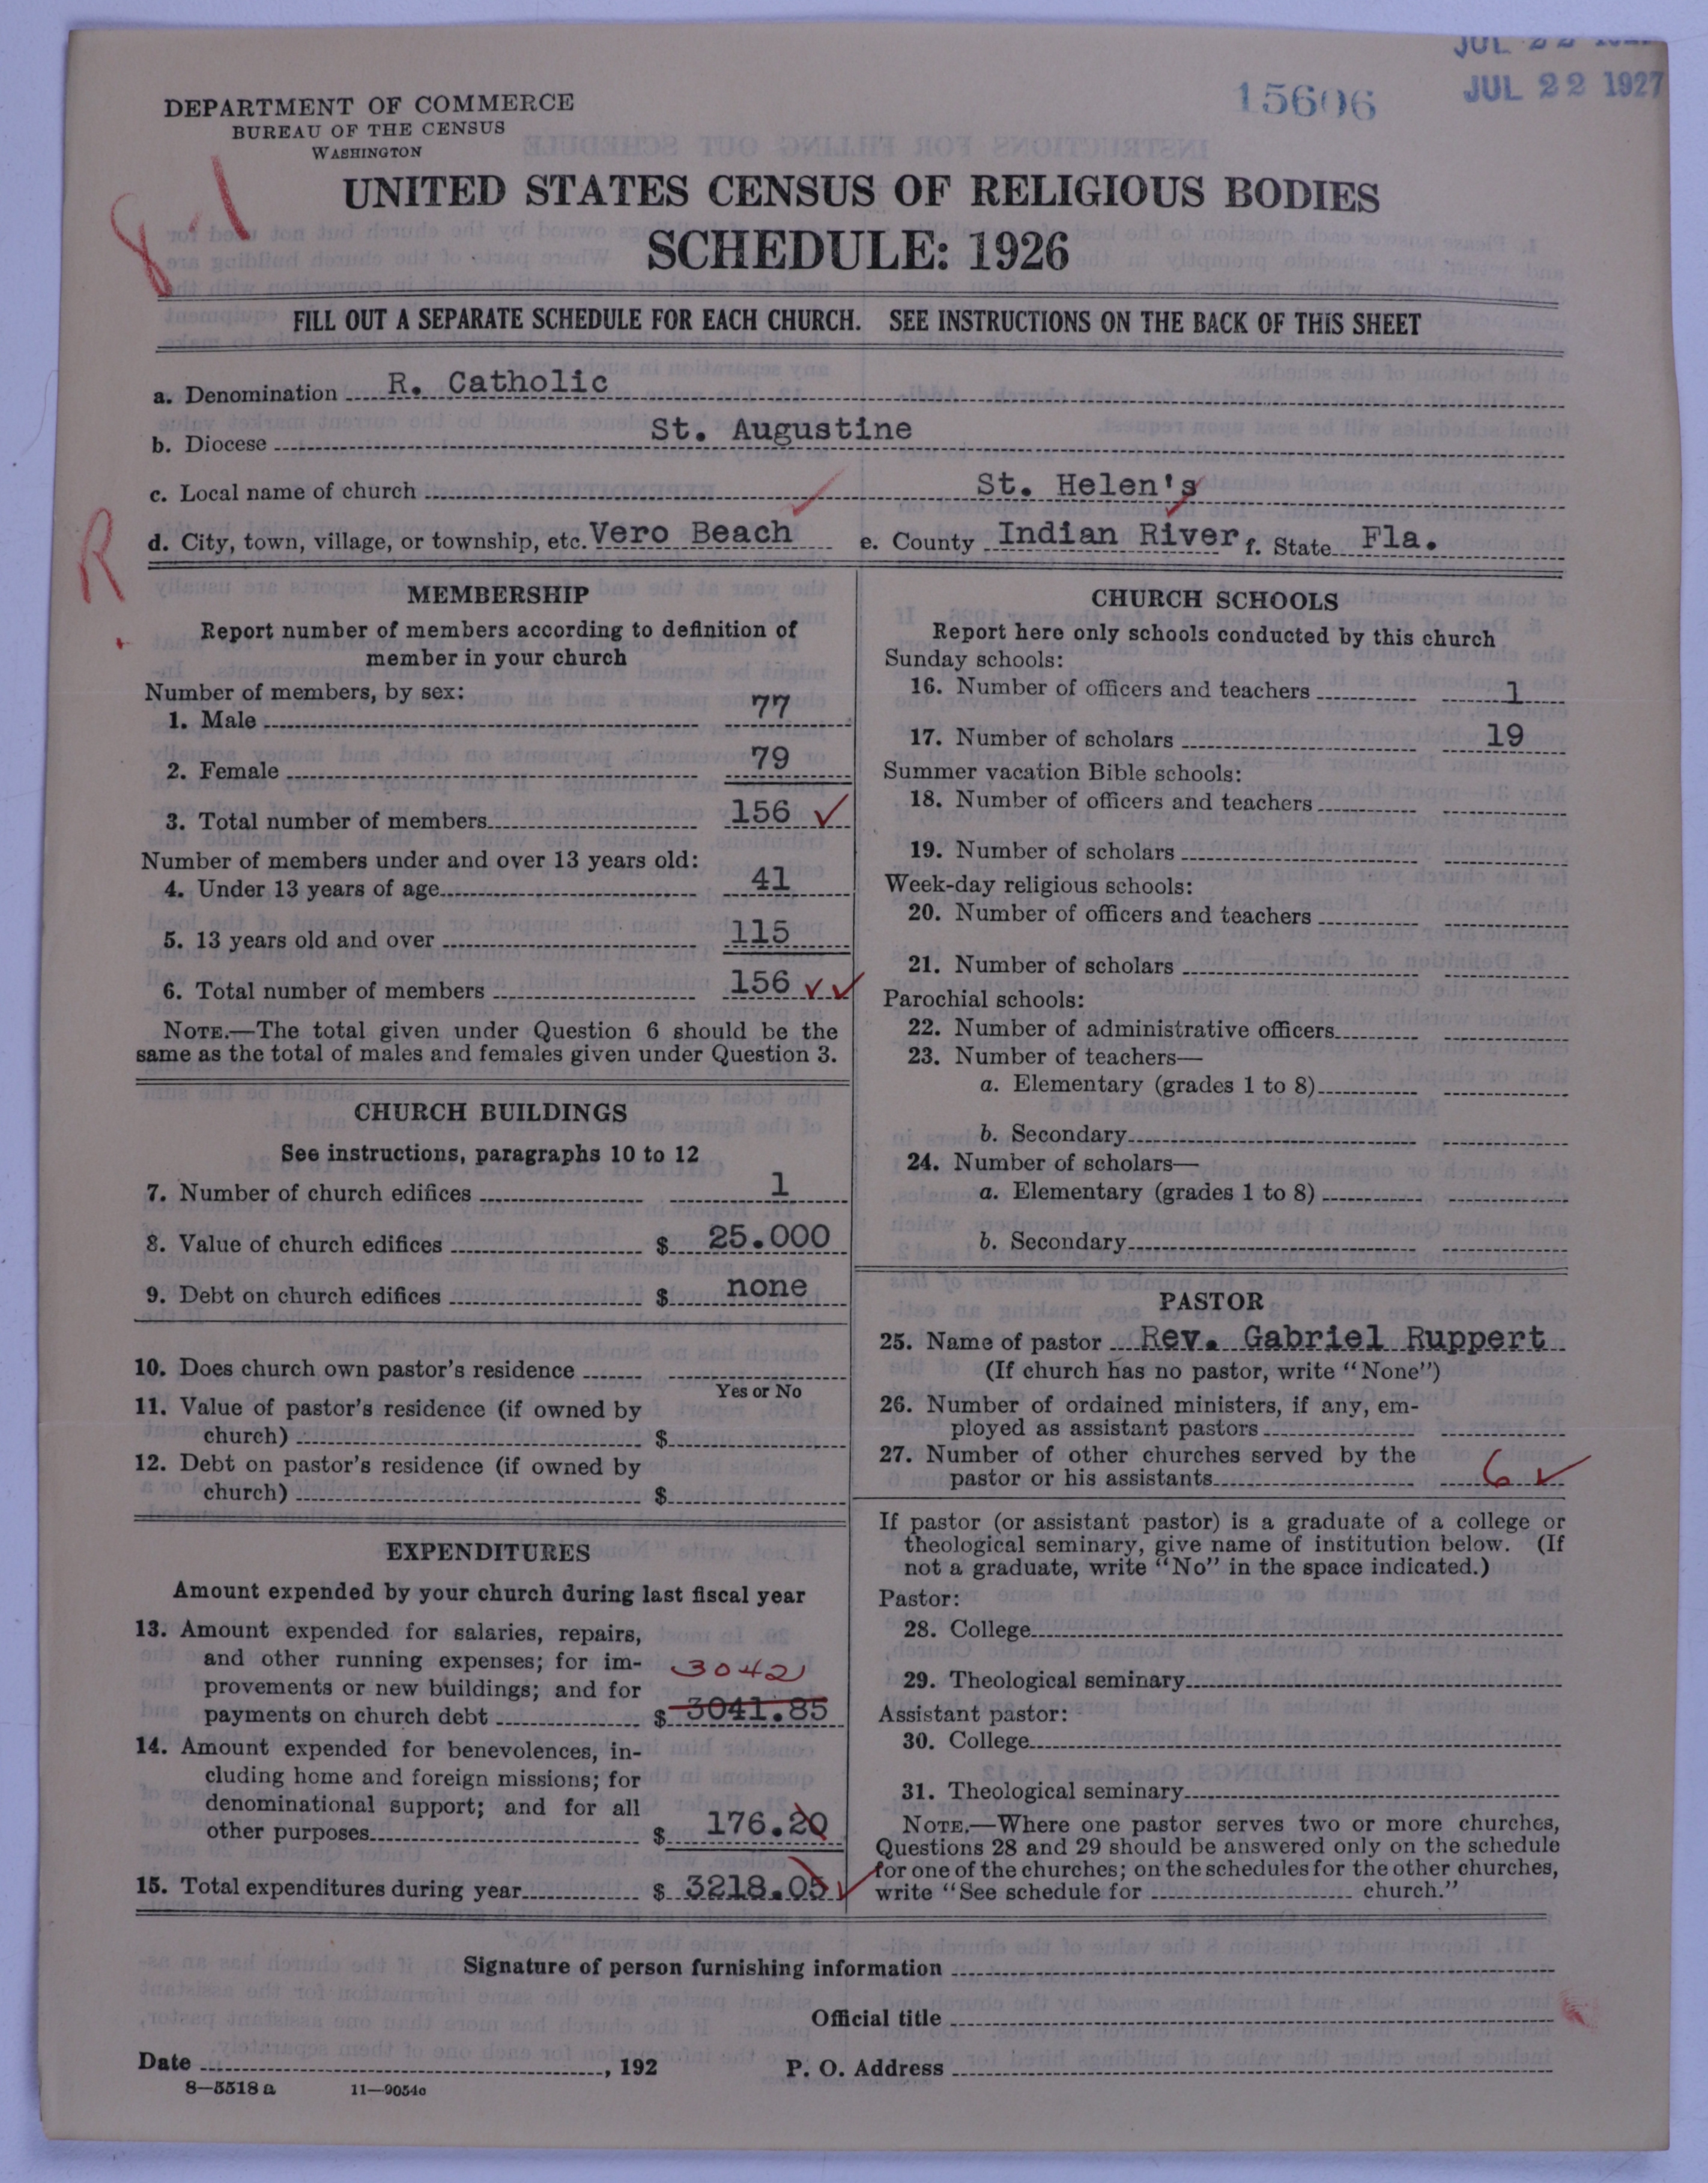 JUL 22
15606
JUL 22 1927
DEPARTMENT OF COMMERCE
BUREAU OF THE CENSUS
WASHINGTON
8-1
UNITED STATES CENSUS OF RELIGIOUS BODIES
SCHEDULE: 1926
FILL OUT A SEPARATE SCHEDULE FOR EACH CHURCH. SEE INSTRUCTIONS ON THE BACK OF THIS SHEET
a. Denomination R. Catholic
b. Diocese St. Augustine
c. Local name of church St. Helen's
R
d. City, town, village, or township, etc. Vero Beach e. County Indian River f. State Fla.
MEMBERSHIP
Report number of members according to definition of
member in your church
Number of members, by sex:
1. Male 77
2. Female 79
3. Total number of members 156 ✓
Number of members under and over 13 years old:
4. Under 13 years of age 41
5. 13 years old and over 115
6. Total number of members 156 ✓✓
NOTE.—The total given under Question 6 should be the
same as the total of males and females given under Question 3.
CHURCH BUILDINGS
See instructions, paragraphs 10 to 12
7. Number of church edifices 1
8. Value of church edifices $ 25.000
9. Debt on church edifices $ none
10. Does church own pastor's residence
Yes or No
11. Value of pastor's residence (if owned by
church) $
12. Debt on pastor's residence (if owned by
church) $
EXPENDITURES
Amount expended by your church during last fiscal year
13. Amount expended for salaries, repairs,
and other running expenses; for im-
3042
provements or new buildings; and for
payments on church debt $ 3041.85
14. Amount expended for benevolences, in-
cluding home and foreign missions; for
denominational support; and for all
other purposes $ 176.20
15. Total expenditures during year $ 3218.05 ✓
CHURCH SCHOOLS
Report here only schools conducted by this church
Sunday schools:
16. Number of officers and teachers 1
17. Number of scholars 19
Summer vacation Bible schools:
18. Number of officers and teachers
19. Number of scholars
Week-day religious schools:
20. Number of officers and teachers
21. Number of scholars
Parochial schools:
22. Number of administrative officers
23. Number of teachers—
a. Elementary (grades 1 to 8)
b. Secondary
24. Number of scholars—
a. Elementary (grades 1 to 8)
b. Secondary
PASTOR
25. Name of pastor Rev. Gabriel Ruppert
(If church has no pastor, write "None")
26. Number of ordained ministers, if any, em-
ployed as assistant pastors
27. Number of other churches served by the
pastor or his assistants 6 ✓
If pastor (or assistant pastor) is a graduate of a college or
theological seminary, give name of institution below. (If
not a graduate, write "No" in the space indicated.)
Pastor:
28. College
29. Theological seminary
Assistant pastor:
30. College
31. Theological seminary
NOTE.—Where one pastor serves two or more churches,
Questions 28 and 29 should be answered only on the schedule
for one of the churches; on the schedules for the other churches,
write "See schedule for church."
Signature of person furnishing information
Official title
Date , 192 P. O. Address
8—5518 a 11—9054c